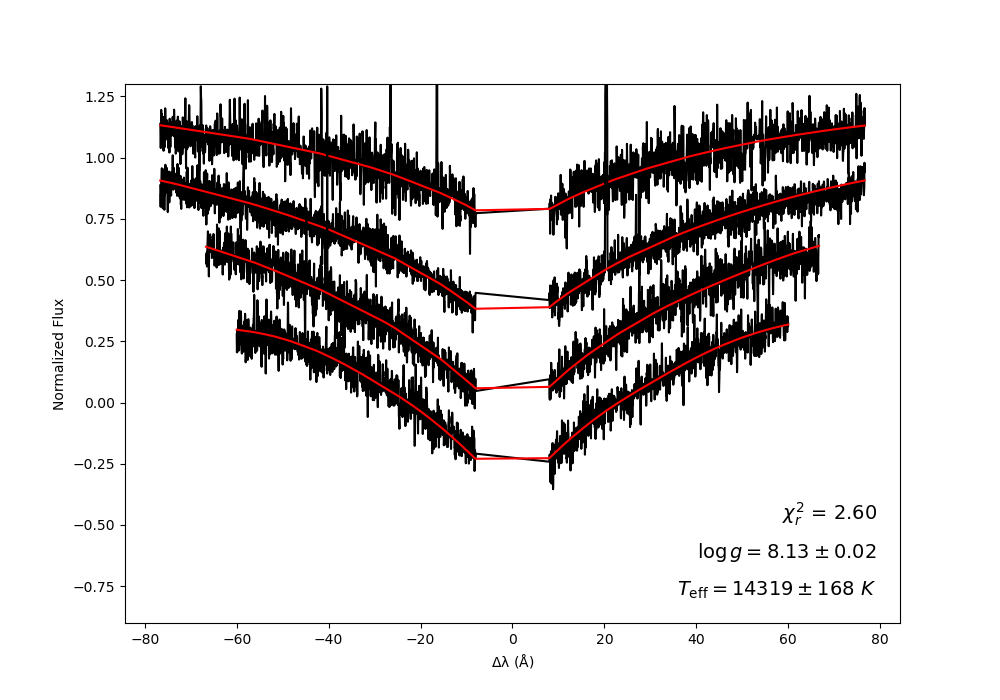 1.25
1.00
0.75
0.50
0.25
0.00
−0.25
−0.50
−0.75
Normalized Flux
χ²ᵣ = 2.60
log g = 8.13 ± 0.02
T_eff = 14319 ± 168 K
−80 −60 −40 −20 0 20 40 60 80
Δλ (Å)